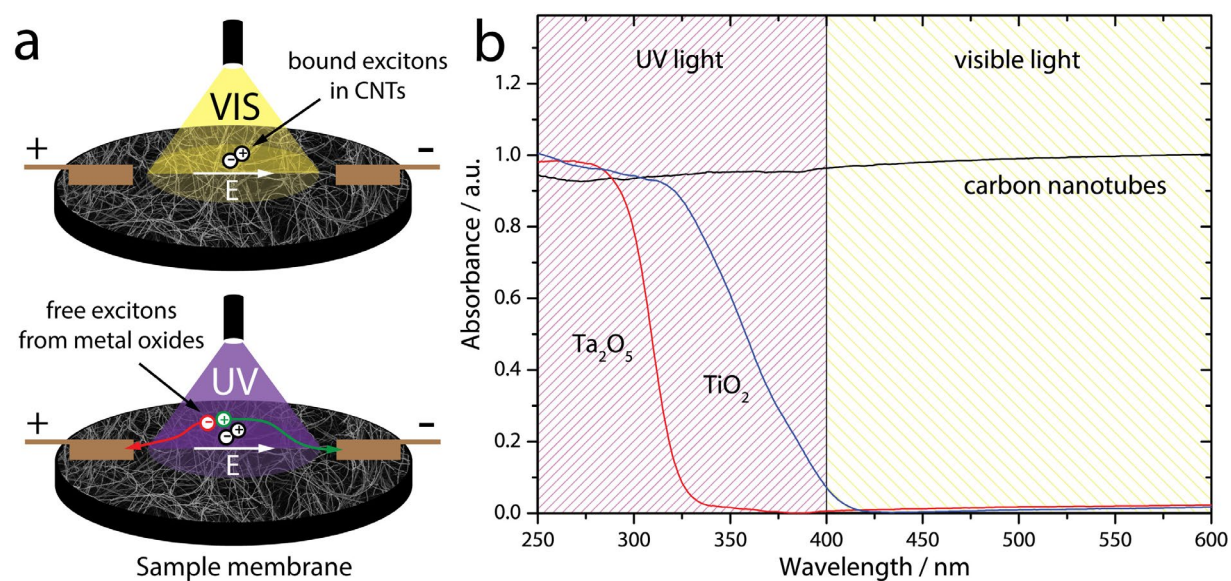 a
VIS
bound excitons
in CNTs
+
-
- +
E
free excitons
from metal oxides
UV
+
-
- +
- +
E
Sample membrane
b
UV light
visible light
carbon nanotubes
Ta₂O₅
TiO₂
Absorbance / a.u.
1.2
1.0
0.8
0.6
0.4
0.2
0.0
250 300 350 400 450 500 550 600
Wavelength / nm